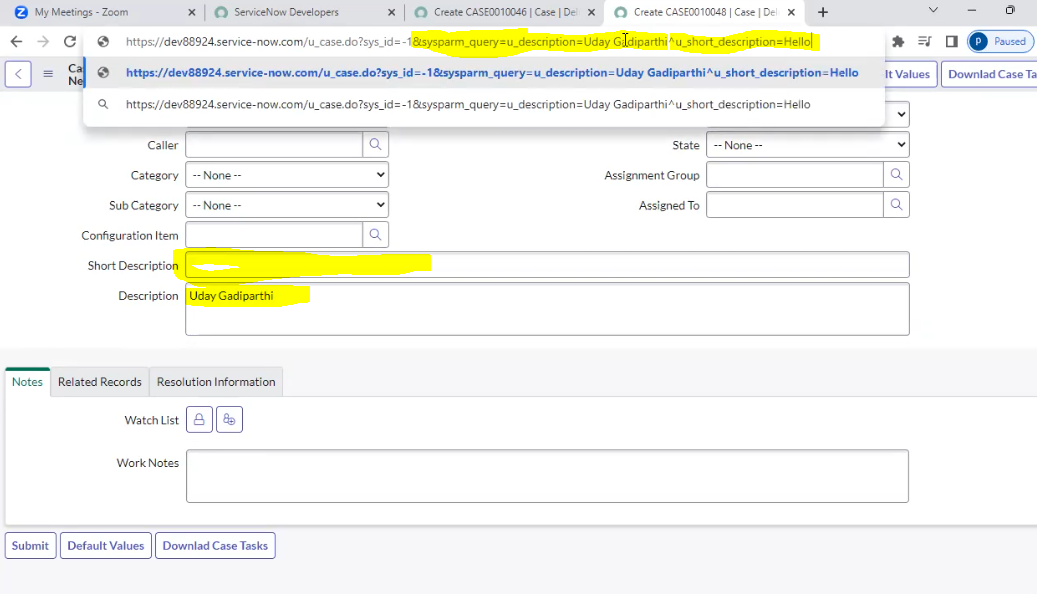 My Meetings - Zoom
ServiceNow Developers
Create CASE0010046 | Case | De
Create CASE0010048 | Case | De
https://dev88924.service-now.com/u_case.do?sys_id=-1&sysparm_query=u_description=Uday Gadiparthi^u_short_description=Hello
P Paused
https://dev88924.service-now.com/u_case.do?sys_id=-1&sysparm_query=u_description=Uday Gadiparthi^u_short_description=Hello
https://dev88924.service-now.com/u_case.do?sys_id=-1&sysparm_query=u_description=Uday Gadiparthi^u_short_description=Hello
Ca
Ne
lt Values
Downlad Case Ta
Caller
State
-- None --
Category
-- None --
Assignment Group
Sub Category
-- None --
Assigned To
Configuration Item
Short Description
Description
Uday Gadiparthi
Notes
Related Records
Resolution Information
Watch List
Work Notes
Submit
Default Values
Downlad Case Tasks